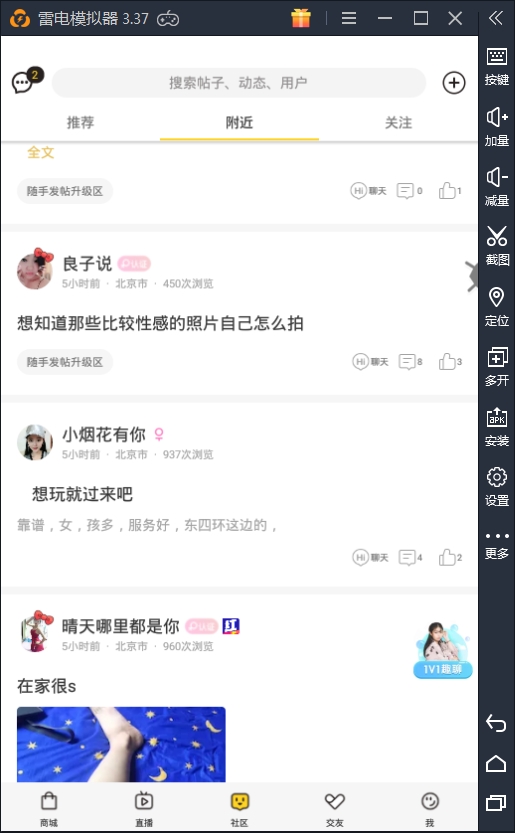 雷电模拟器 3.37
2
搜索帖子、动态、用户
推荐 附近 关注
全文
随手发帖升级区
Hi 聊天 0 1
良子说 认证
5小时前 · 北京市 · 450次浏览
想知道那些比较性感的照片自己怎么拍
随手发帖升级区
Hi 聊天 8 3
小烟花有你
5小时前 · 北京市 · 937次浏览
想玩就过来吧
靠谱，女，孩多，服务好，东四环这边的，
Hi 聊天 4 2
晴天哪里都是你 认证 红
5小时前 · 北京市 · 960次浏览
1V1趣聊
在家很s
商城 直播 社区 交友 我
按键
加量
减量
截图
定位
多开
APK
安装
设置
更多